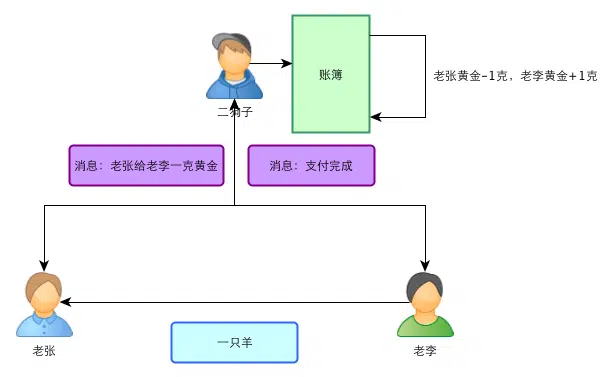 账簿
老张黄金-1克，老李黄金+1克
二狗子
消息：老张给老李一克黄金
消息：支付完成
老张
老李
一只羊